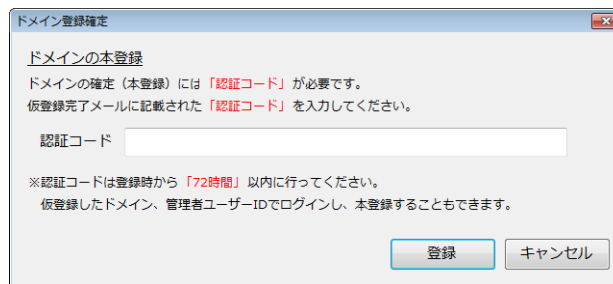 ドメイン登録確定
ドメインの本登録
ドメインの確定（本登録）には「認証コード」が必要です。
仮登録完了メールに記載された「認証コード」を入力してください。
認証コード
※認証コードは登録時から「72時間」以内に行ってください。
仮登録したドメイン、管理者ユーザーIDでログインし、本登録することもできます。
登録
キャンセル